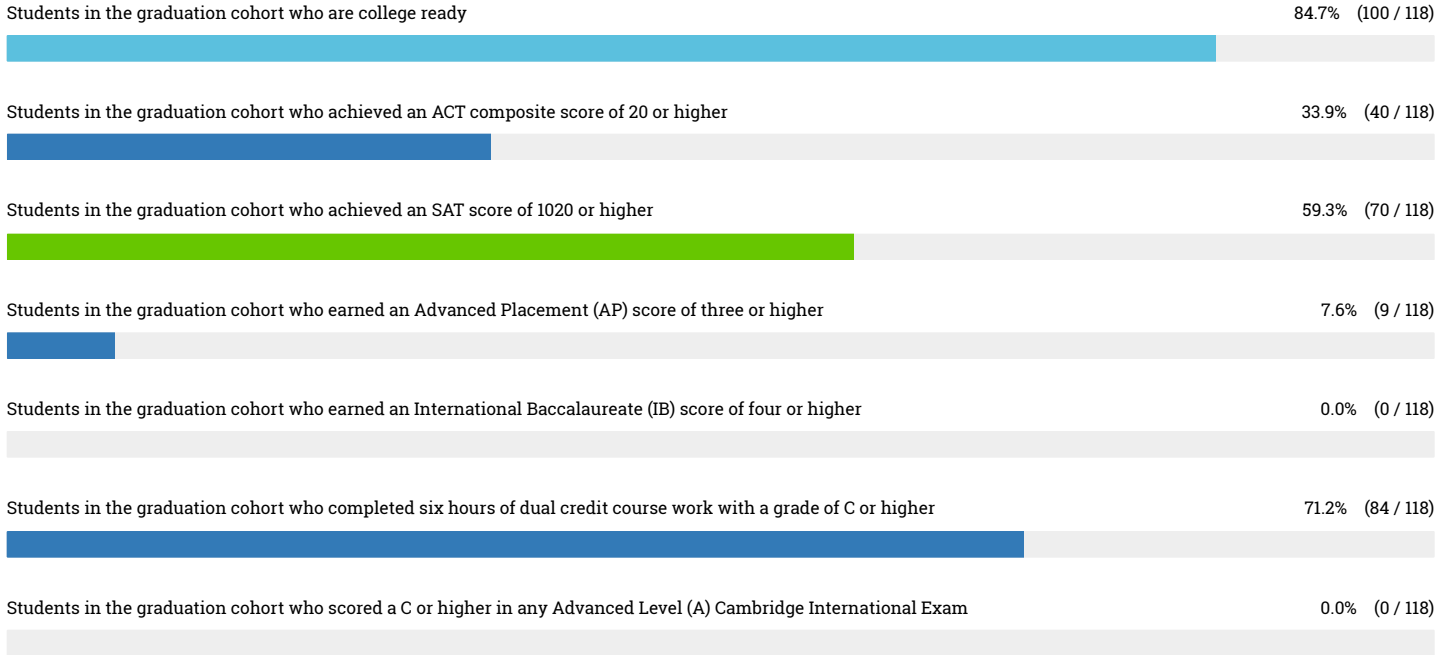 Students in the graduation cohort who are college ready 84.7% (100 / 118)
Students in the graduation cohort who achieved an ACT composite score of 20 or higher 33.9% (40 / 118)
Students in the graduation cohort who achieved an SAT score of 1020 or higher 59.3% (70 / 118)
Students in the graduation cohort who earned an Advanced Placement (AP) score of three or higher 7.6% (9 / 118)
Students in the graduation cohort who earned an International Baccalaureate (IB) score of four or higher 0.0% (0 / 118)
Students in the graduation cohort who completed six hours of dual credit course work with a grade of C or higher 71.2% (84 / 118)
Students in the graduation cohort who scored a C or higher in any Advanced Level (A) Cambridge International Exam 0.0% (0 / 118)